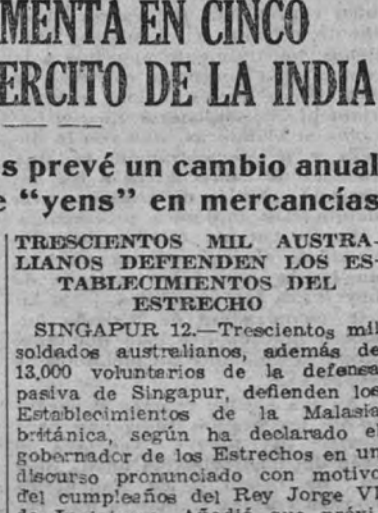 MENTA EN CINCO
ERCITO DE LA INDIA
s prevé un cambio anual
e “yens” en mercancías
TRESCIENTOS MIL AUSTRA-
LIANOS DEFIENDEN LOS ES-
TABLECIMIENTOS DEL
ESTRECHO
SINGAPUR 12.—Trescientos mil
soldados australianos, además de
13,000 voluntarios de la defensa
pasiva de Singapur, defienden los
Establecimientos de la Malasia
británica, según ha declarado el
gobernador de los Estrechos en un
discurso pronunciado con motivo
del cumpleaños del Rey Jorge VI